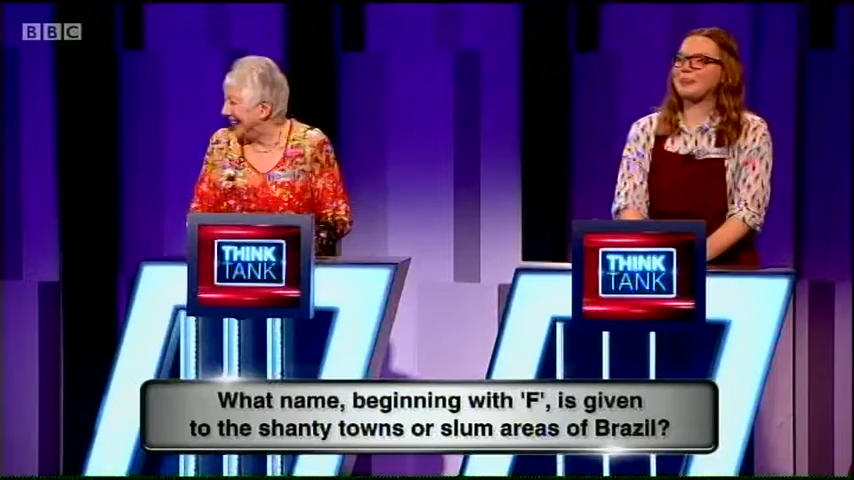 BBC
THINK
TANK
THINK
TANK
What name, beginning with 'F', is given
to the shanty towns or slum areas of Brazil?